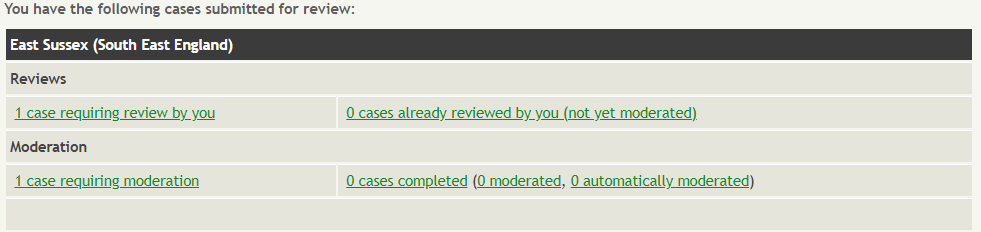 You have the following cases submitted for review:
East Sussex (South East England)
Reviews
1 case requiring review by you
0 cases already reviewed by you (not yet moderated)
Moderation
1 case requiring moderation
0 cases completed (0 moderated, 0 automatically moderated)